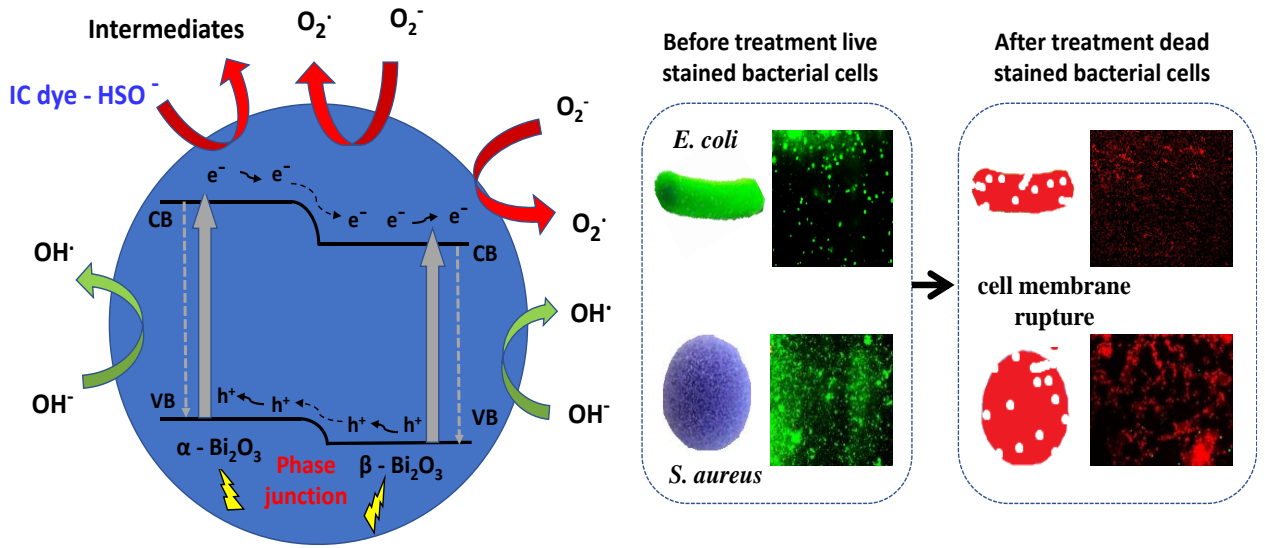 Intermediates
O₂˙
O₂⁻
IC dye - HSO⁻
O₂⁻
e⁻ e⁻
e⁻ e⁻ e⁻
CB
CB
O₂˙
OH˙
OH˙
VB
h⁺ h⁺
h⁺ h⁺
VB
OH⁻
OH⁻
α - Bi₂O₃
Phase
junction
β - Bi₂O₃
Before treatment live
stained bacterial cells
E. coli
S. aureus
After treatment dead
stained bacterial cells
cell membrane
rupture